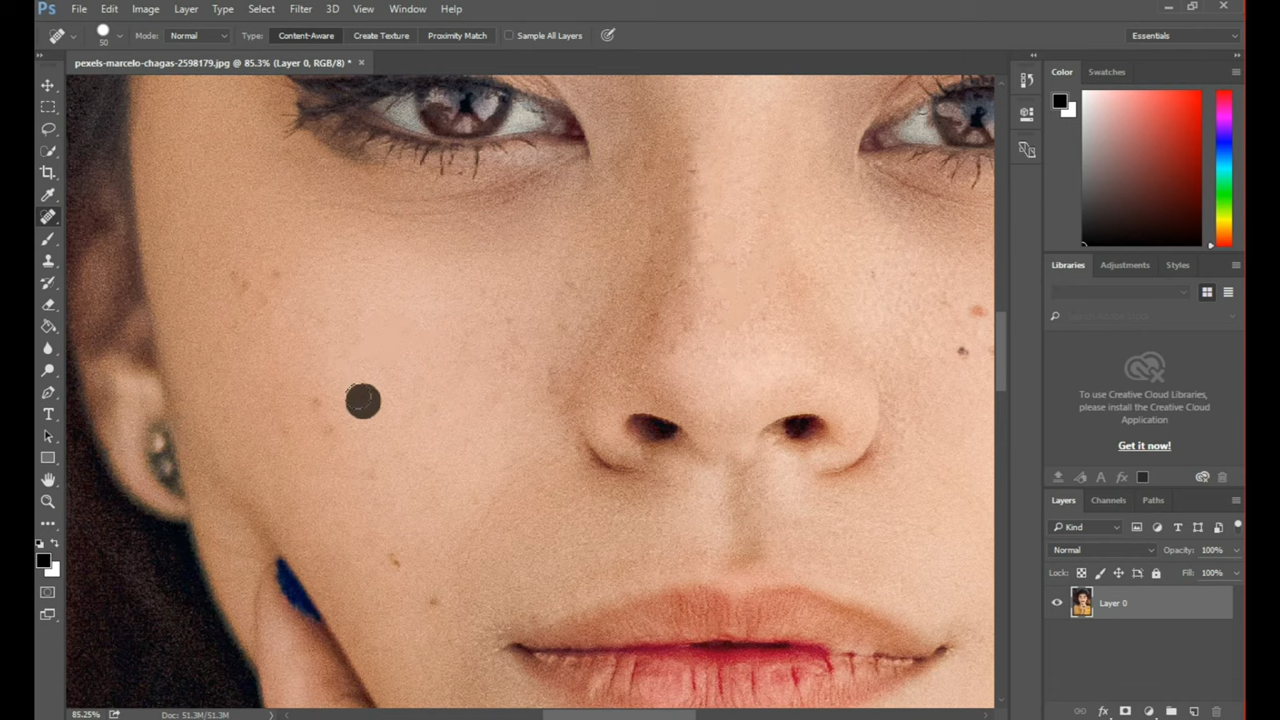 Ps File Edit Image Layer Type Select Filter 3D View Window Help
50 Mode: Normal Type: Content-Aware Create Texture Proximity Match Sample All Layers Essentials
pexels-marcelo-chagas-2598179.jpg @ 85.3% (Layer 0, RGB/8) * ×
Color Swatches
Libraries Adjustments Styles
To use Creative Cloud Libraries,
please install the Creative Cloud
Application
Get it now!
Layers Channels Paths
Kind
Normal Opacity: 100%
Lock: Fill: 100%
Layer 0
85.25% Doc: 51.3M/51.3M